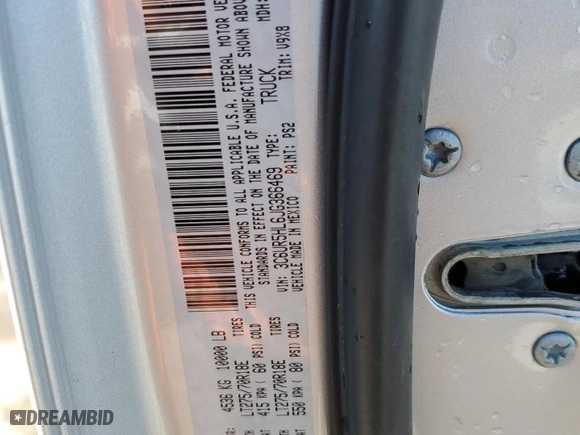 4536 KG 10000 LB
TIRES
LT275/70R18E
415 KPA ( 60 PSI) COLD
TIRES
LT275/70R18E
550 KPA ( 80 PSI) COLD
THIS VEHICLE CONFORMS TO ALL APPLICABLE U.S.A. FEDERAL MOTOR
STANDARDS IN EFFECT ON THE DATE OF MANUFACTURE SHOWN ABOV
VIN: 3C6UR5HL6JG366469 TYPE: TRUCK
VEHICLE MADE IN MEXICO PAINT: PS2 TRIM: V9X8
MDH:
DREAMBID